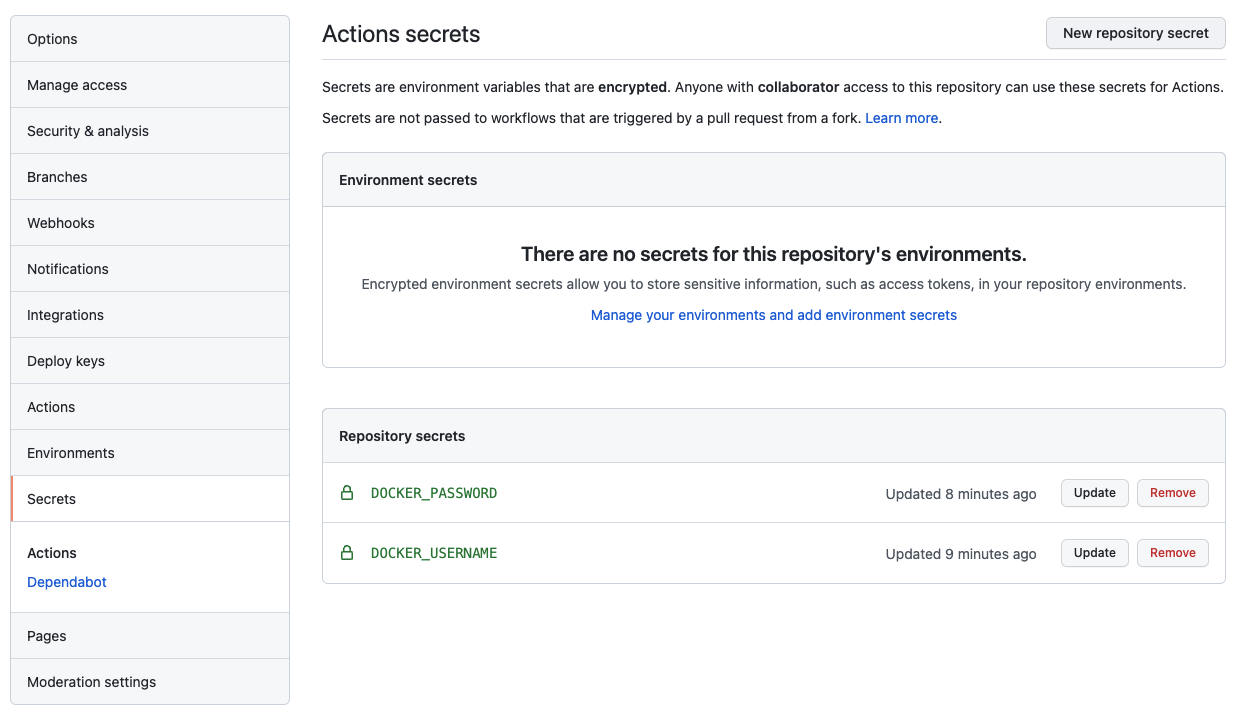 Options
Manage access
Security & analysis
Branches
Webhooks
Notifications
Integrations
Deploy keys
Actions
Environments
Secrets
Actions
Dependabot
Pages
Moderation settings
Actions secrets
New repository secret
Secrets are environment variables that are encrypted. Anyone with collaborator access to this repository can use these secrets for Actions.
Secrets are not passed to workflows that are triggered by a pull request from a fork. Learn more.
Environment secrets
There are no secrets for this repository's environments.
Encrypted environment secrets allow you to store sensitive information, such as access tokens, in your repository environments.
Manage your environments and add environment secrets
Repository secrets
DOCKER_PASSWORD Updated 8 minutes ago Update Remove
DOCKER_USERNAME Updated 9 minutes ago Update Remove